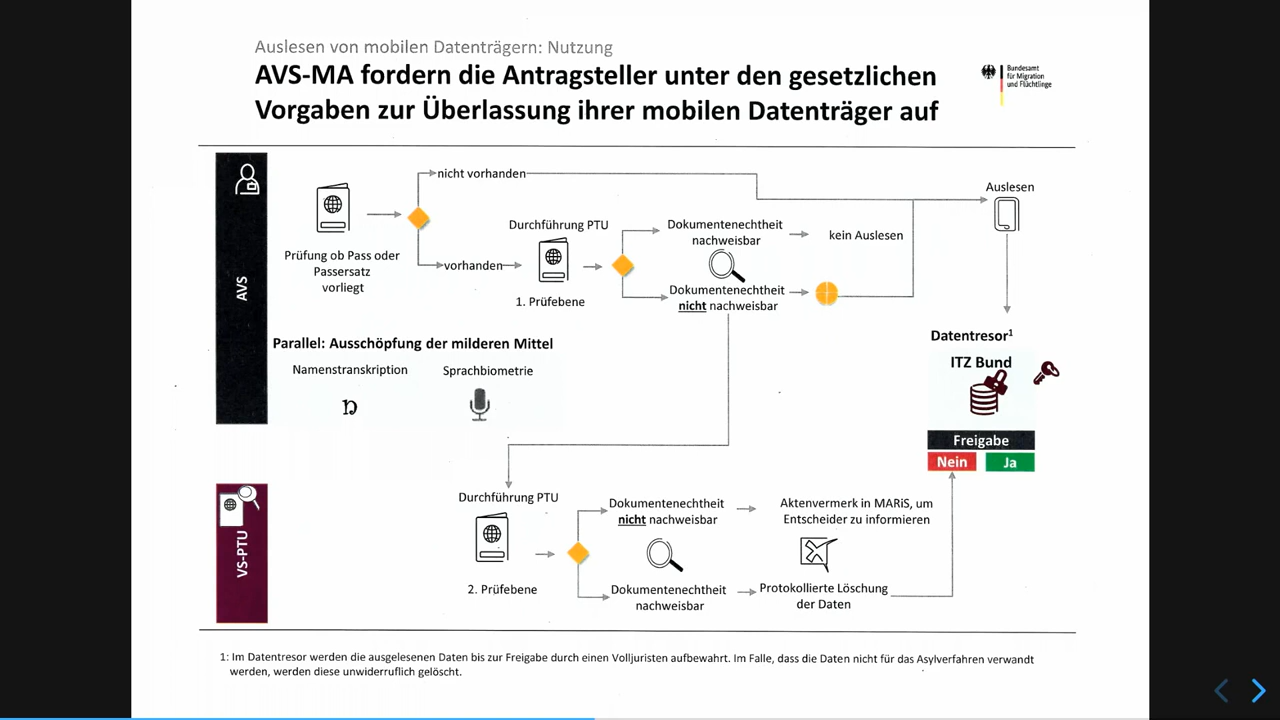 Auslesen von mobilen Datenträgern: Nutzung
AVS-MA fordern die Antragsteller unter den gesetzlichen
Vorgaben zur Überlassung ihrer mobilen Datenträger auf
Bundesamt
für Migration
und Flüchtlinge
AVS
Prüfung ob Pass oder
Passersatz
vorliegt
nicht vorhanden
vorhanden
Durchführung PTU
1. Prüfebene
Dokumentenechtheit
nachweisbar
kein Auslesen
Dokumentenechtheit
nicht nachweisbar
Auslesen
Parallel: Ausschöpfung der milderen Mittel
Namenstranskription
Sprachbiometrie
Datentresor¹
ITZ Bund
Freigabe
Nein
Ja
VS-PTU
Durchführung PTU
2. Prüfebene
Dokumentenechtheit
nicht nachweisbar
Aktenvermerk in MARiS, um
Entscheider zu informieren
Dokumentenechtheit
nachweisbar
Protokollierte Löschung
der Daten
1: Im Datentresor werden die ausgelesenen Daten bis zur Freigabe durch einen Volljuristen aufbewahrt. Im Falle, dass die Daten nicht für das Asylverfahren verwandt
werden, werden diese unwiderruflich gelöscht.